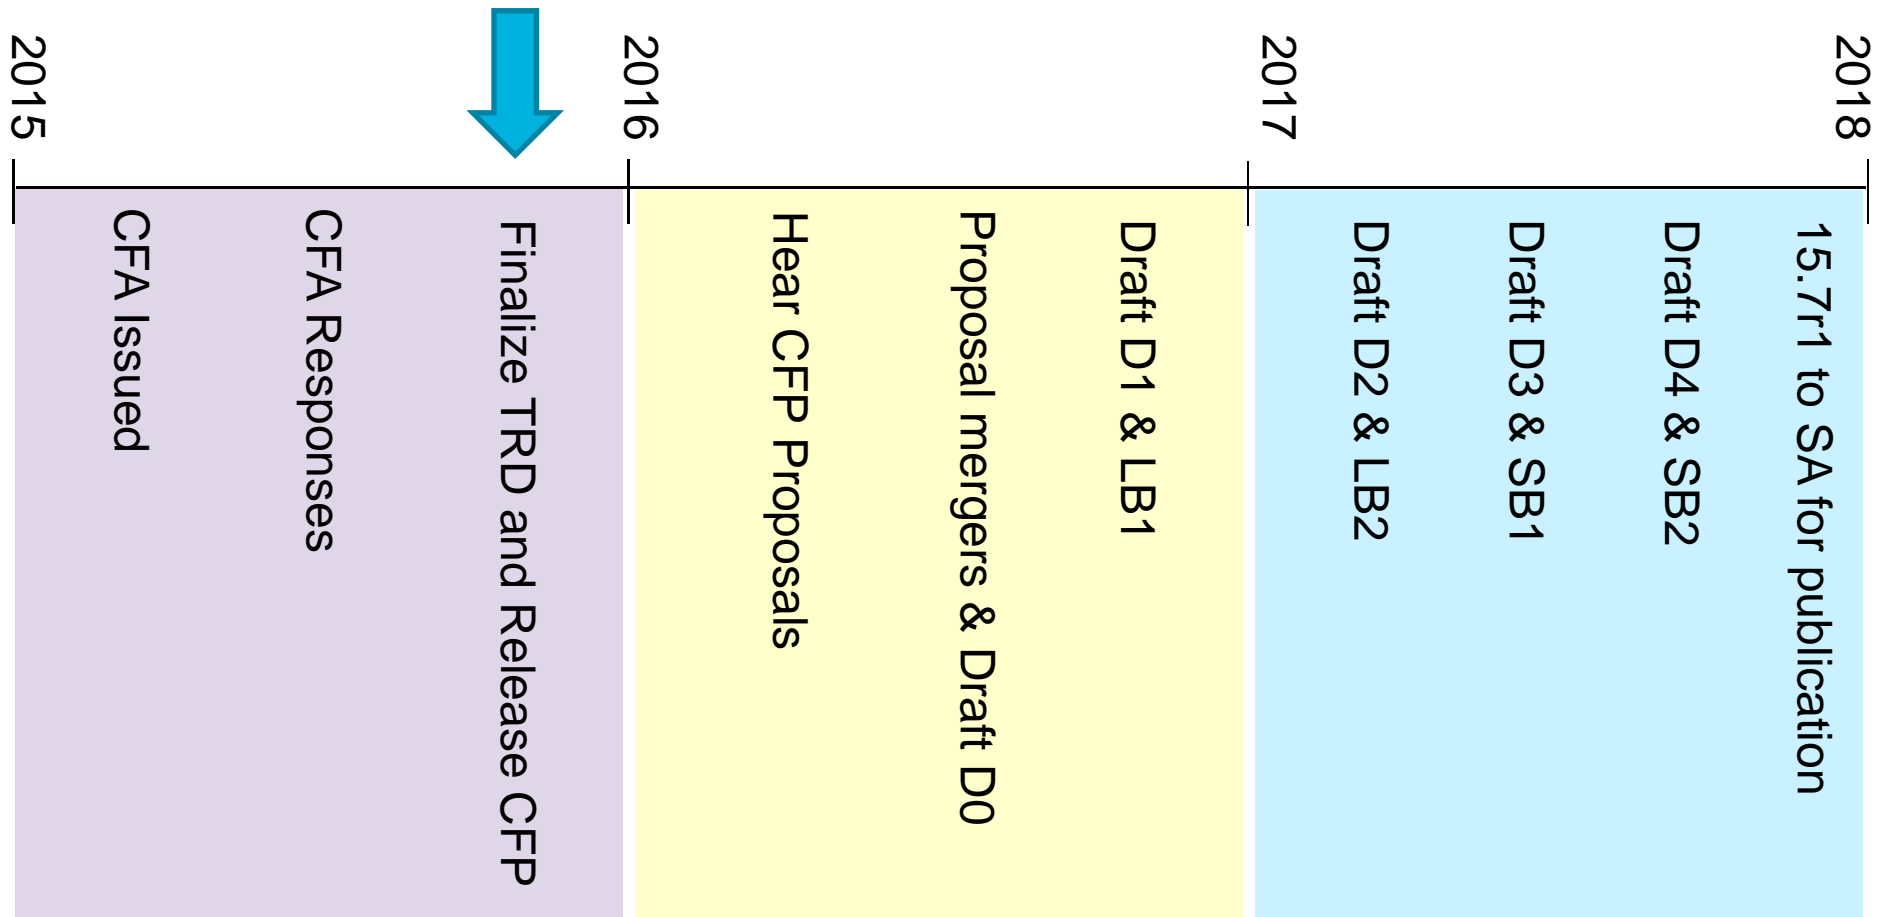 2015
2016
2017
2018
CFA Issued
CFA Responses
Finalize TRD and Release CFP
Hear CFP Proposals
Proposal mergers & Draft D0
Draft D1 & LB1
Draft D2 & LB2
Draft D3 & SB1
Draft D4 & SB2
15.7r1 to SA for publication